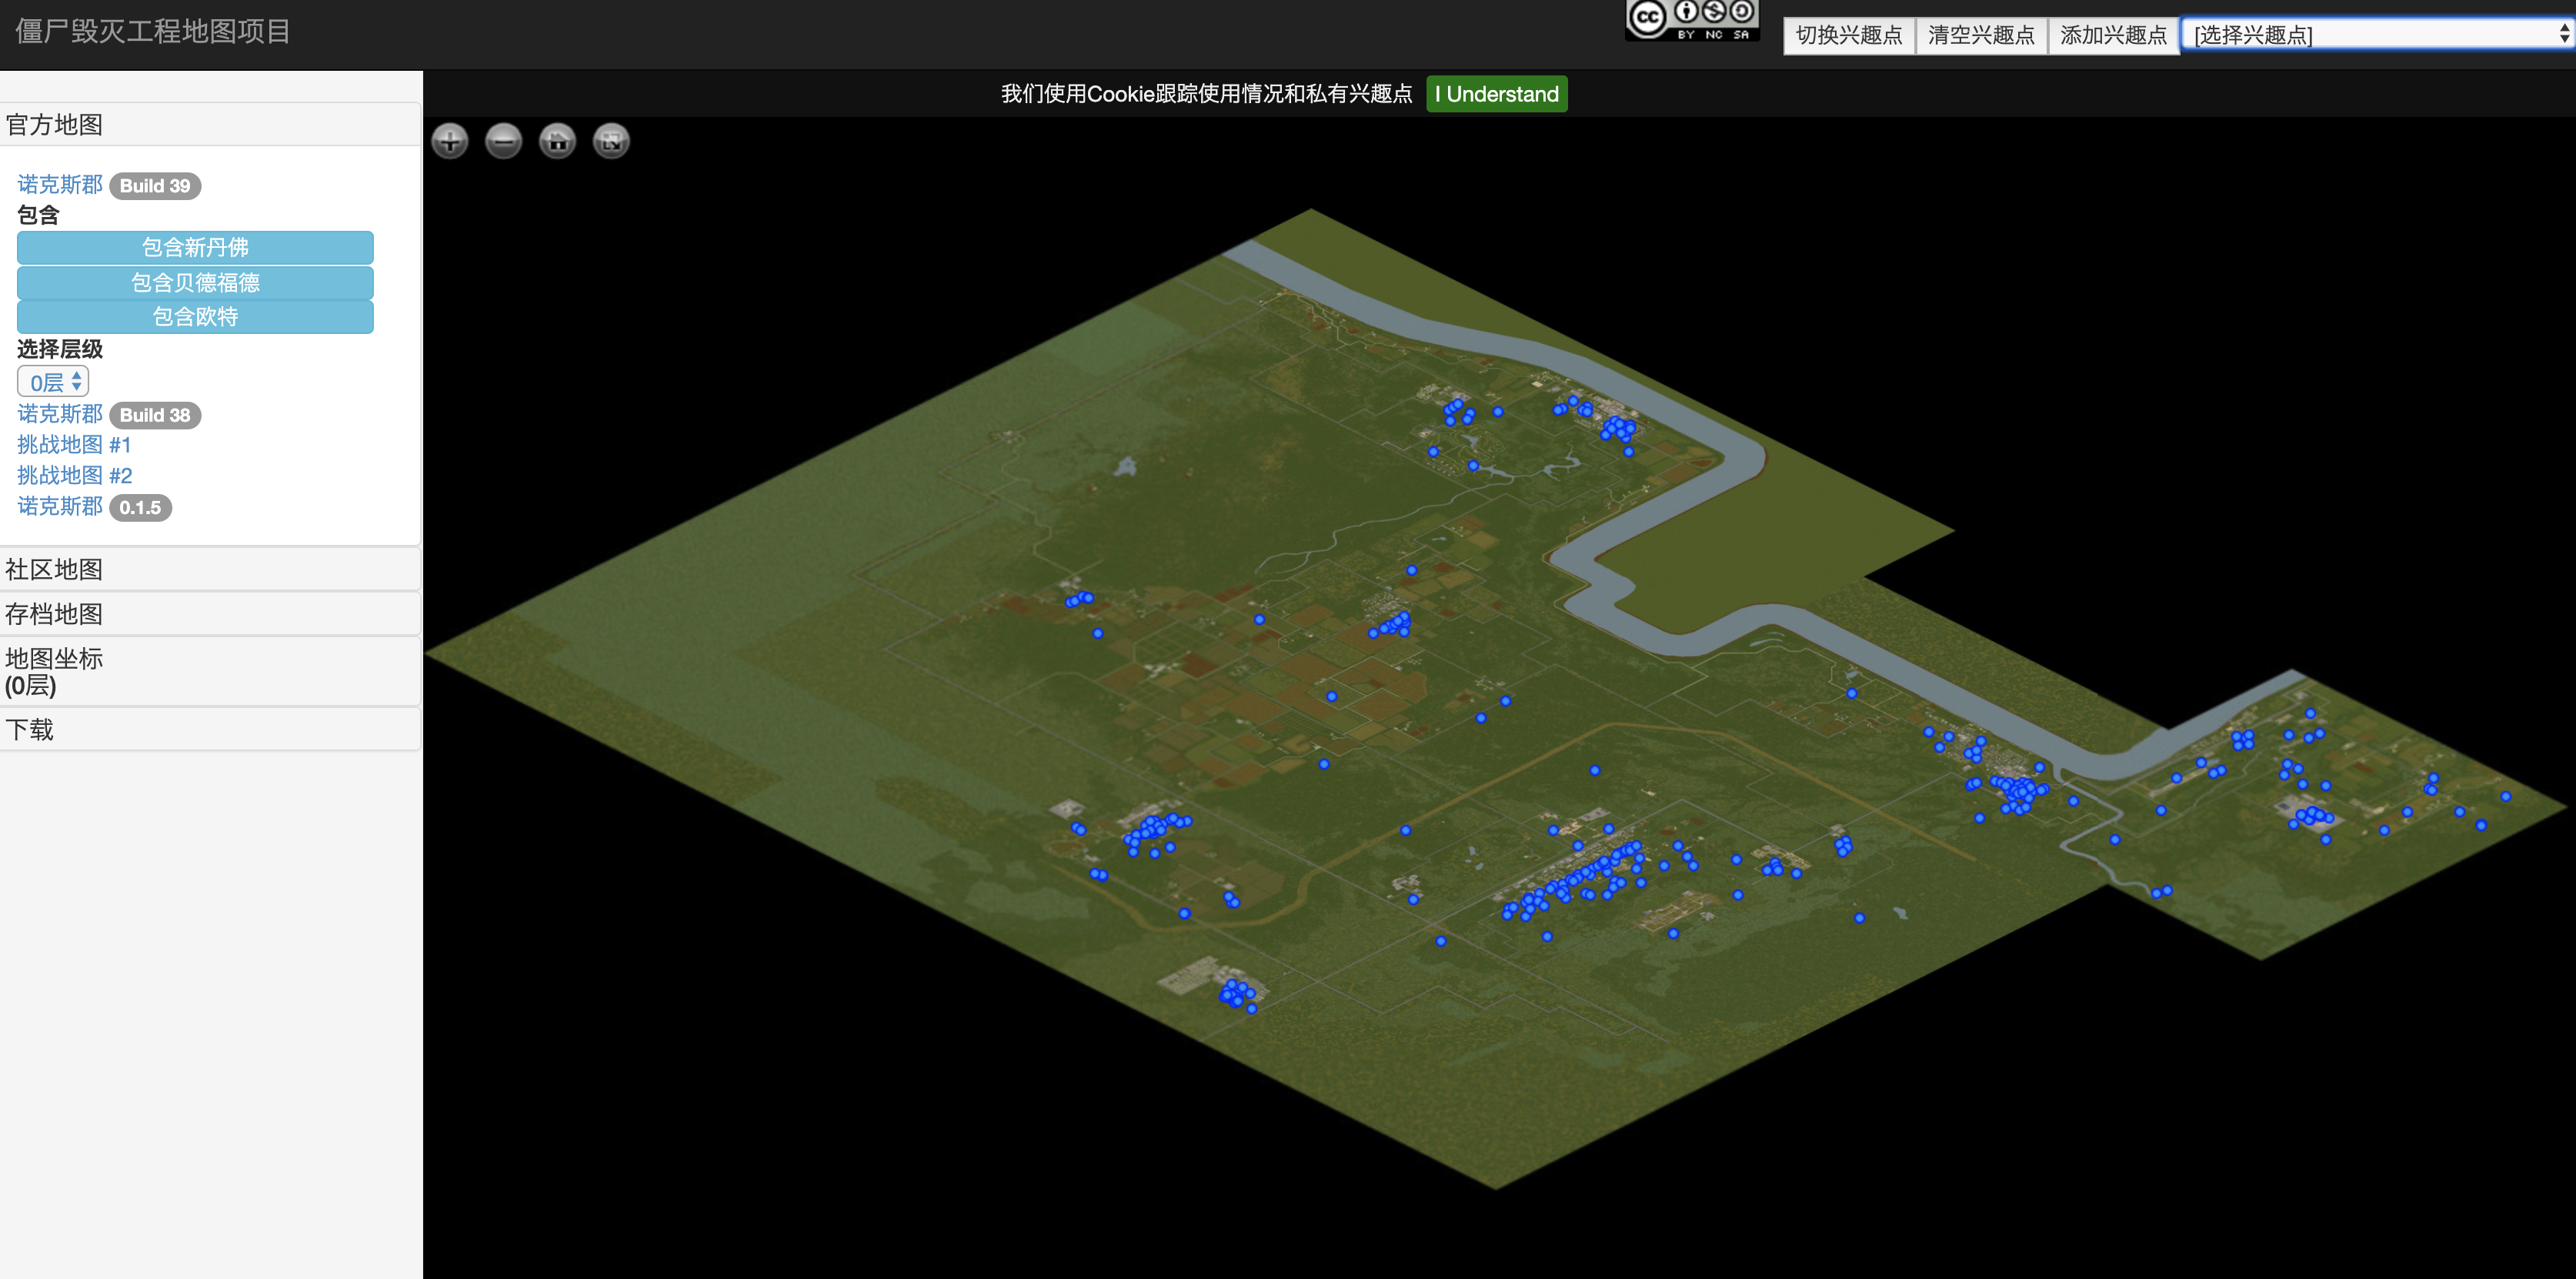 僵尸毁灭工程地图项目
cc BY NC SA
切换兴趣点 清空兴趣点 添加兴趣点 [选择兴趣点]
我们使用Cookie跟踪使用情况和私有兴趣点 I Understand
官方地图
诺克斯郡 Build 39
包含
包含新丹佛
包含贝德福德
包含欧特
选择层级
0层
诺克斯郡 Build 38
挑战地图 #1
挑战地图 #2
诺克斯郡 0.1.5
社区地图
存档地图
地图坐标
(0层)
下载